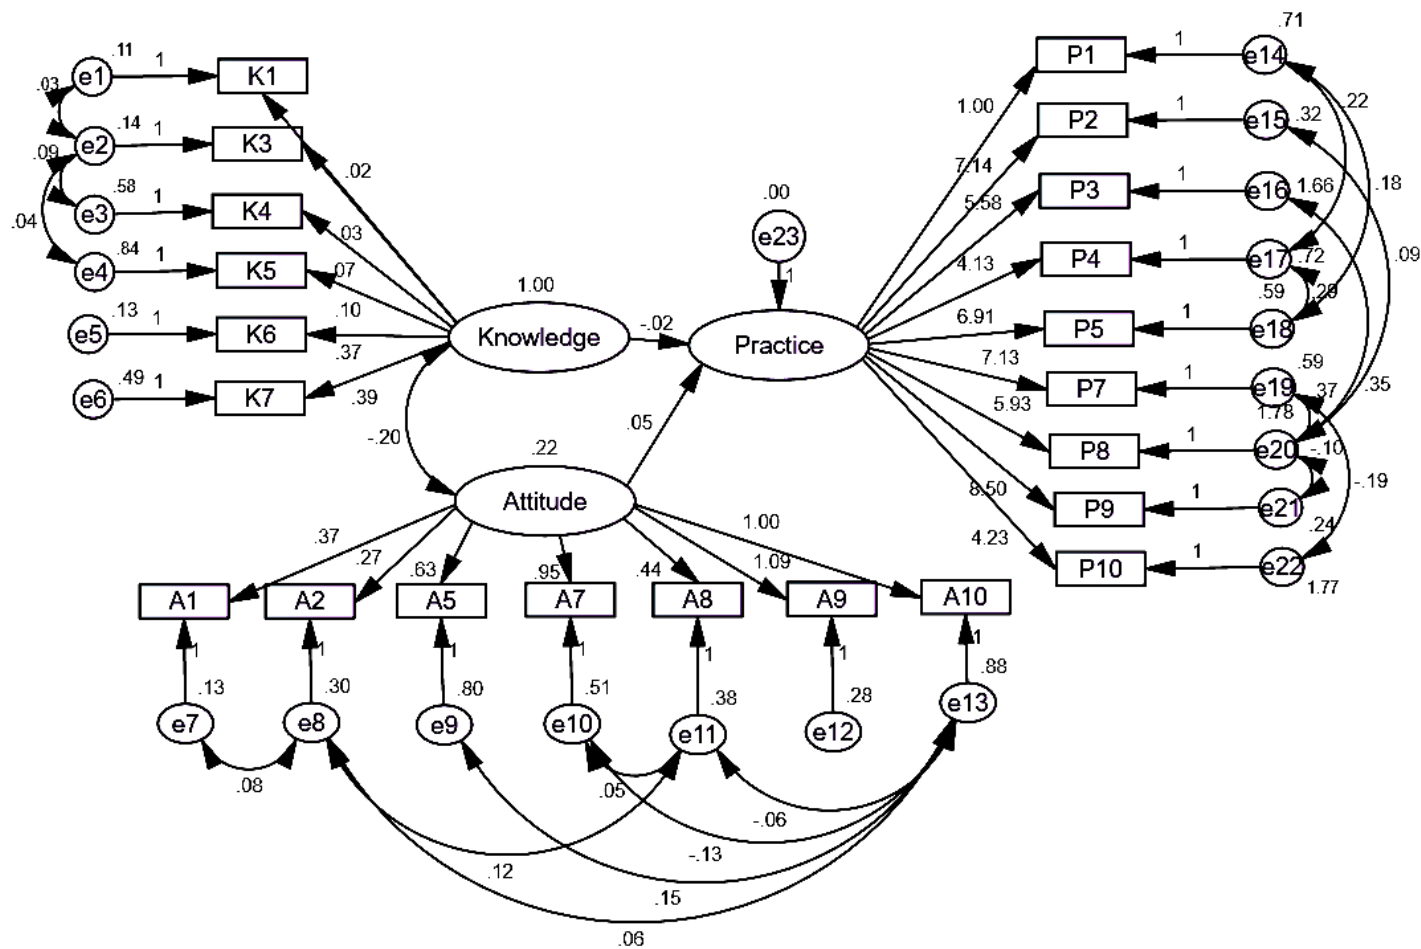 .11
e1
1
K1
.03
.14
e2
1
K3
.09
.02
.58
e3
1
K4
.04
.03
.84
e4
1
K5
.07
.13
e5
1
K6
.10
.37
.49
e6
1
K7
.39
1.00
Knowledge
-.02
.00
e23
1
Practice
-.20
.05
.22
Attitude
.37
.27
.63
.95
.44
1.09
1.00
A1
A2
A5
A7
A8
A9
A10
1
1
1
1
1
1
1
.13
.30
.80
.51
.38
.28
.88
e7
e8
e9
e10
e11
e12
e13
.08
.05
-.06
-.13
.12
.15
.06
1.00
7.14
5.58
4.13
6.91
7.13
5.93
8.50
4.23
P1
1
e14
.71
P2
1
e15
.32
.22
P3
1
e16
1.66
.18
P4
1
e17
.72
.09
.59
.29
P5
1
e18
P7
1
e19
.59
.37
.35
1.78
P8
1
e20
-.10
-.19
P9
1
e21
.24
P10
1
e22
1.77